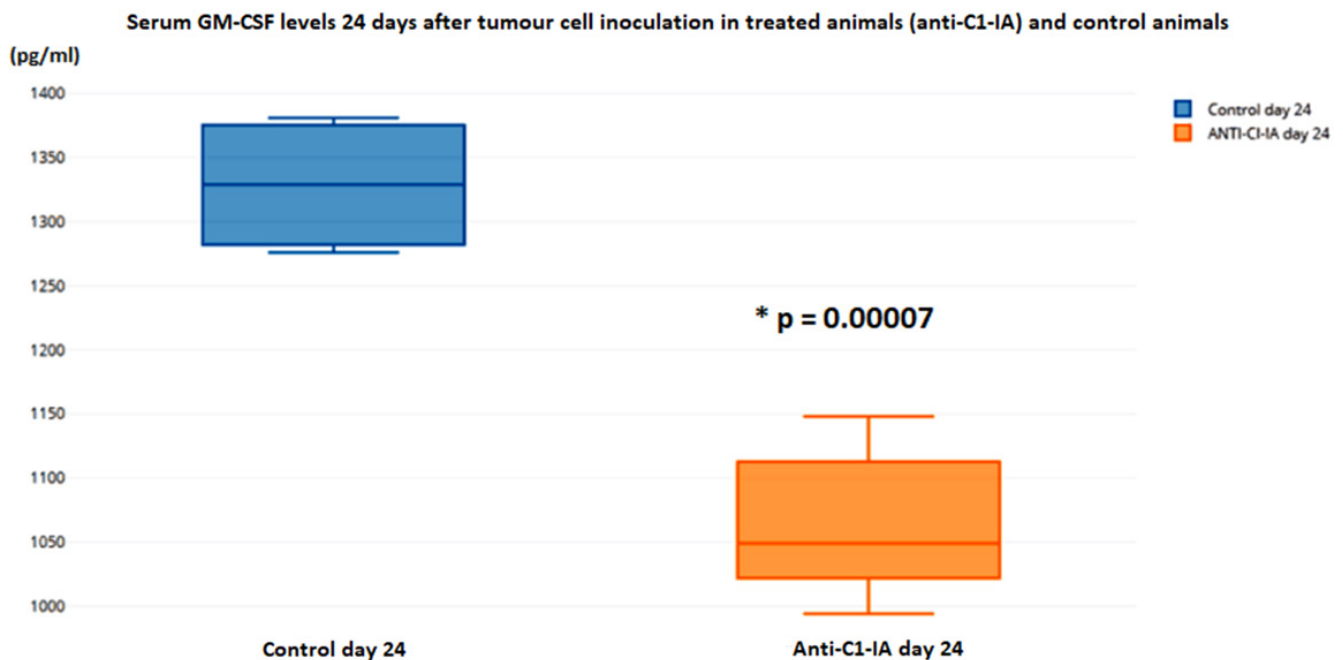 Serum GM-CSF levels 24 days after tumour cell inoculation in treated animals (anti-C1-IA) and control animals
(pg/ml)
1400
1350
1300
1250
1200
1150
1100
1050
1000
Control day 24
ANTI-CI-IA day 24
* p = 0.00007
Control day 24
Anti-C1-IA day 24